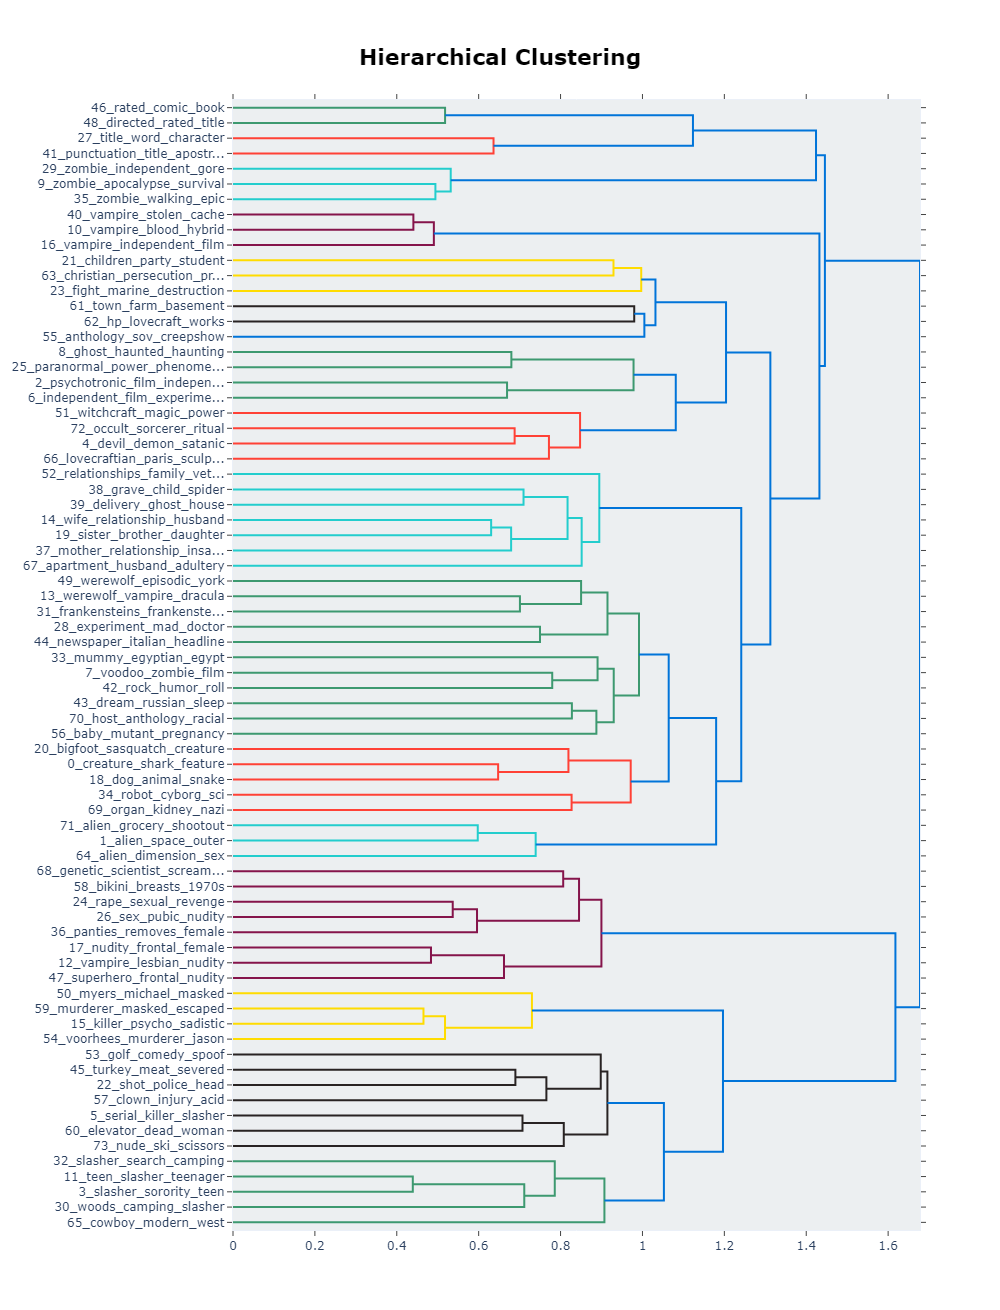 Hierarchical Clustering
46_rated_comic_book
48_directed_rated_title
27_title_word_character
41_punctuation_title_apostr...
29_zombie_independent_gore
9_zombie_apocalypse_survival
35_zombie_walking_epic
40_vampire_stolen_cache
10_vampire_blood_hybrid
16_vampire_independent_film
21_children_party_student
63_christian_persecution_pr...
23_fight_marine_destruction
61_town_farm_basement
62_hp_lovecraft_works
55_anthology_sov_creepshow
8_ghost_haunted_haunting
25_paranormal_power_phenome...
2_psychotronic_film_indepen...
6_independent_film_experime...
51_witchcraft_magic_power
72_occult_sorcerer_ritual
4_devil_demon_satanic
66_lovecraftian_paris_sculp...
52_relationships_family_vet...
38_grave_child_spider
39_delivery_ghost_house
14_wife_relationship_husband
19_sister_brother_daughter
37_mother_relationship_insa...
67_apartment_husband_adultery
49_werewolf_episodic_york
13_werewolf_vampire_dracula
31_frankensteins_frankenste...
28_experiment_mad_doctor
44_newspaper_italian_headline
33_mummy_egyptian_egypt
7_voodoo_zombie_film
42_rock_humor_roll
43_dream_russian_sleep
70_host_anthology_racial
56_baby_mutant_pregnancy
20_bigfoot_sasquatch_creature
0_creature_shark_feature
18_dog_animal_snake
34_robot_cyborg_sci
69_organ_kidney_nazi
71_alien_grocery_shootout
1_alien_space_outer
64_alien_dimension_sex
68_genetic_scientist_scream...
58_bikini_breasts_1970s
24_rape_sexual_revenge
26_sex_pubic_nudity
36_panties_removes_female
17_nudity_frontal_female
12_vampire_lesbian_nudity
47_superhero_frontal_nudity
50_myers_michael_masked
59_murderer_masked_escaped
15_killer_psycho_sadistic
54_voorhees_murderer_jason
53_golf_comedy_spoof
45_turkey_meat_severed
22_shot_police_head
57_clown_injury_acid
5_serial_killer_slasher
60_elevator_dead_woman
73_nude_ski_scissors
32_slasher_search_camping
11_teen_slasher_teenager
3_slasher_sorority_teen
30_woods_camping_slasher
65_cowboy_modern_west
0 0.2 0.4 0.6 0.8 1 1.2 1.4 1.6